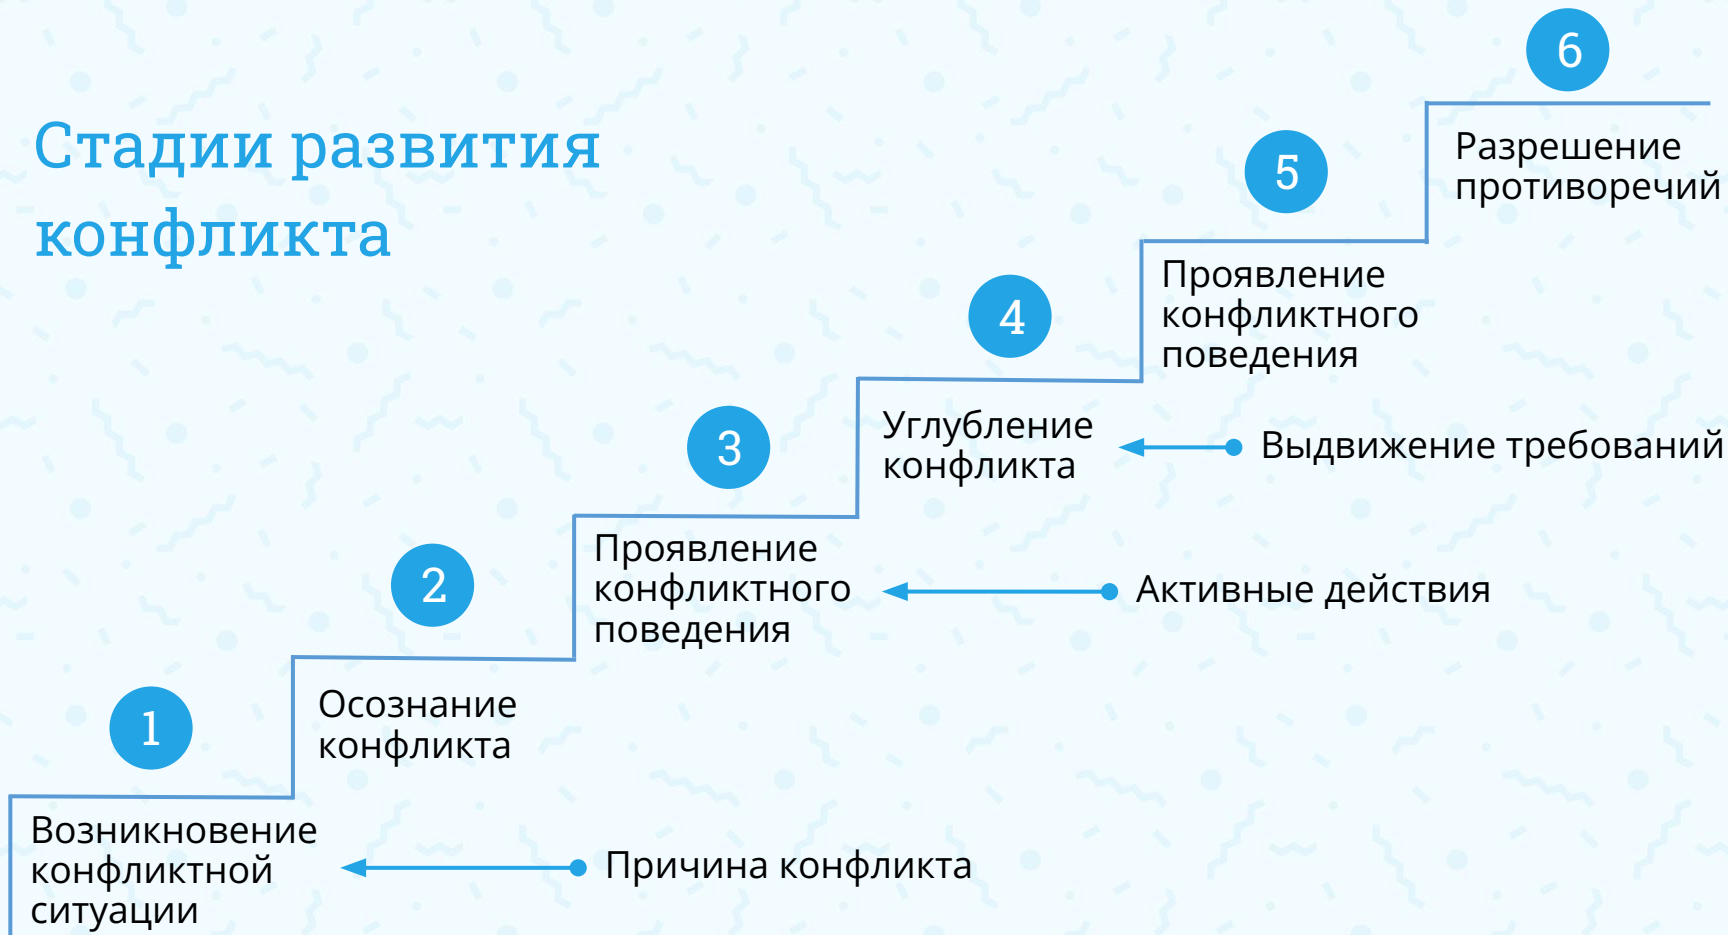 Стадии развития
конфликта
1
Возникновение
конфликтной
ситуации
Причина конфликта
2
Осознание
конфликта
3
Проявление
конфликтного
поведения
Активные действия
4
Углубление
конфликта
Выдвижение требований
5
Проявление
конфликтного
поведения
6
Разрешение
противоречий